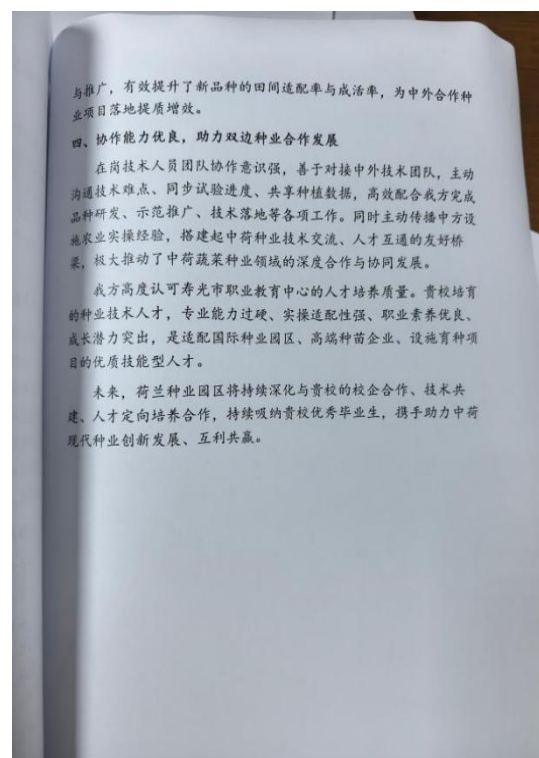 与推广，有效提升了新品种的田间适配率与成活率，为中外合作种
业项目落地提质增效。
四、协作能力优良，助力双边种业合作发展
在岗技术人员团队协作意识强，善于对接中外技术团队，主动
沟通技术难点、同步试验进度、共享种植数据，高效配合我方完成
品种研发、示范推广、技术落地等各项工作。同时主动传播中方设
施农业实操经验，搭建起中荷种业技术交流、人才互通的友好桥
梁，极大推动了中荷蔬菜种业领域的深度合作与协同发展。
我方高度认可寿光市职业教育中心的人才培养质量。贵校培育
的种业技术人才，专业能力过硬、实操适配性强、职业素养优良、
成长潜力突出，是适配国际种业园区、高端种苗企业、设施育种项
目的优质技能型人才。
未来，荷兰种业园区将持续深化与贵校的校企合作、技术共
建、人才定向培养合作，持续吸纳贵校优秀毕业生，携手助力中荷
现代种业创新发展、互利共赢。